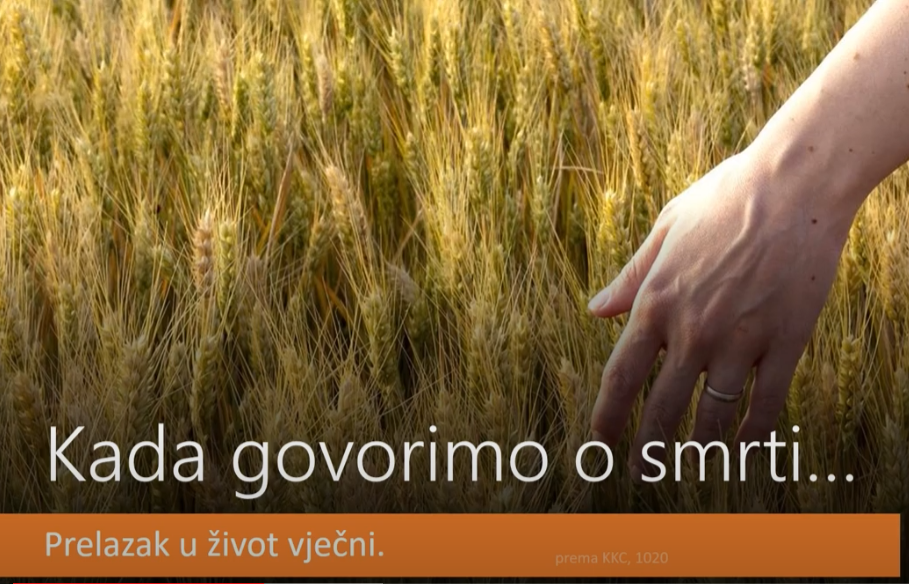 Kada govorimo o smrti...
Prelazak u život vječni.
prema KKC, 1020